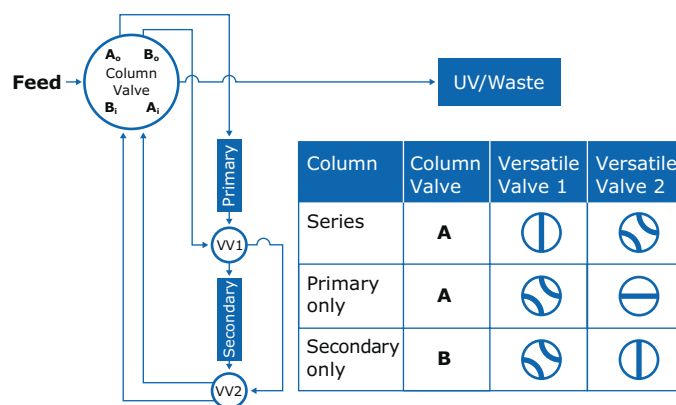 Aₒ Bₒ
Feed
Column
Valve
Bᵢ Aᵢ
UV/Waste
Primary
VV1
Secondary
VV2
Column Column Valve Versatile Valve 1 Versatile Valve 2
Series A
Primary only A
Secondary only B